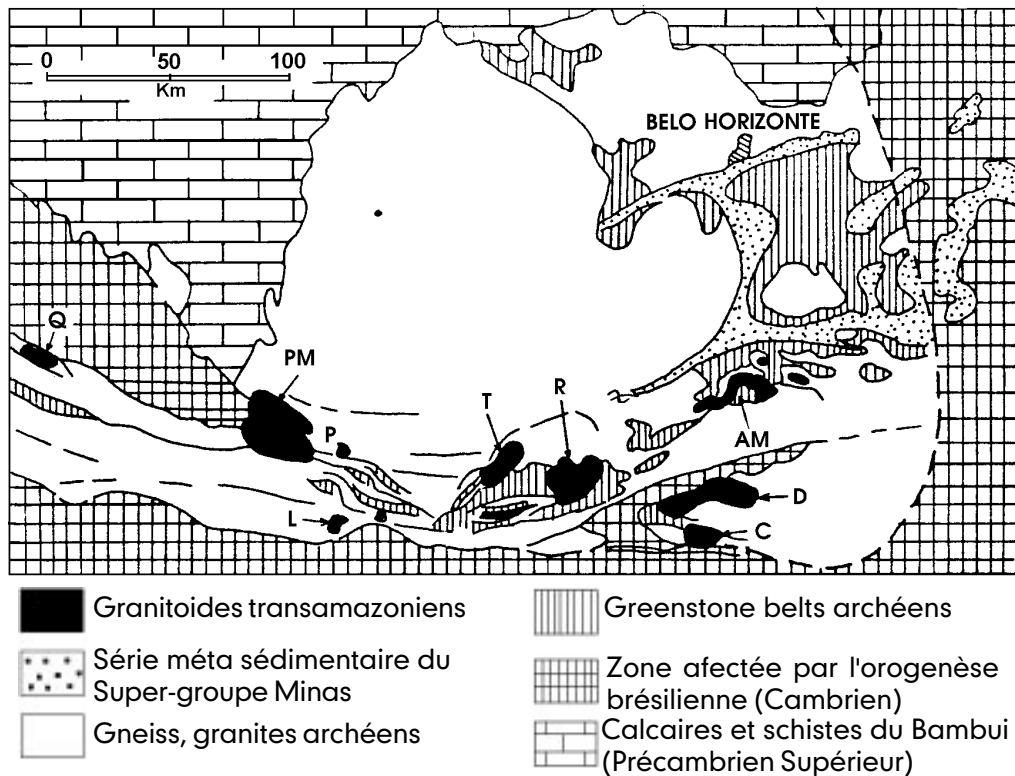 0 50 100
Km
BELO HORIZONTE
Q
PM
P
T
R
AM
L
D
C
Granitoides transamazoniens
Série méta sédimentaire du
Super-groupe Minas
Gneiss, granites archéens
Greenstone belts archéens
Zone afectée par l'orogenèse
brésilienne (Cambrien)
Calcaires et schistes du Bambui
(Précambrien Supérieur)